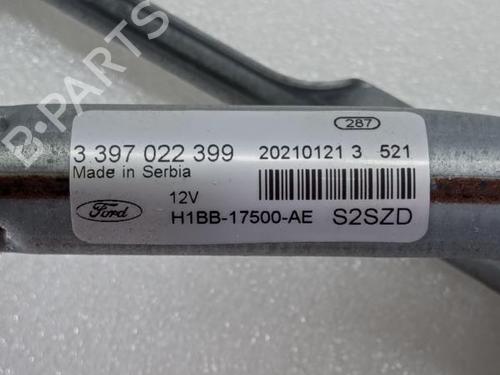 287
3 397 022 399
20210121 3 521
Made in Serbia
12V
Ford
H1BB-17500-AE
S2SZD
B-PARTS